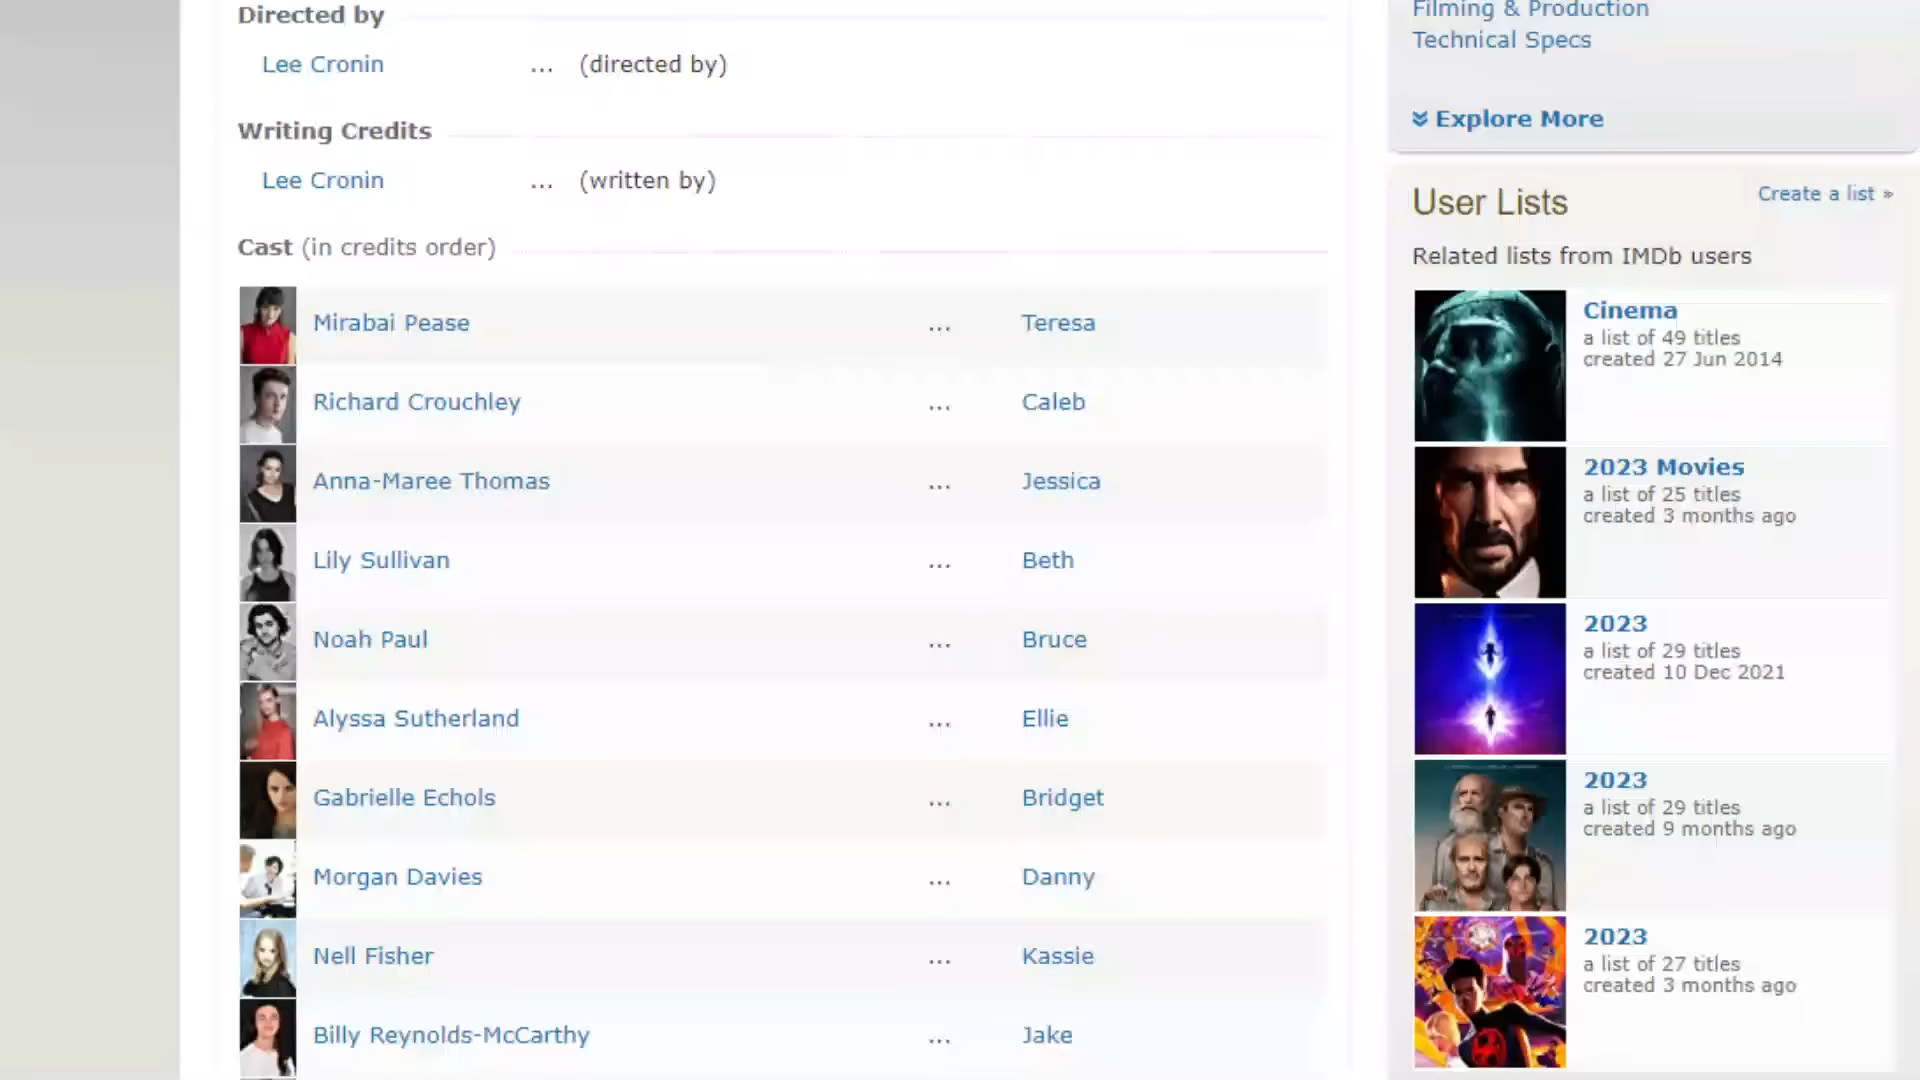 Directed by
Lee Cronin ... (directed by)
Writing Credits
Lee Cronin ... (written by)
Cast (in credits order)
Mirabai Pease ... Teresa
Richard Crouchley ... Caleb
Anna-Maree Thomas ... Jessica
Lily Sullivan ... Beth
Noah Paul ... Bruce
Alyssa Sutherland ... Ellie
Gabrielle Echols ... Bridget
Morgan Davies ... Danny
Nell Fisher ... Kassie
Billy Reynolds-McCarthy ... Jake
Filming & Production
Technical Specs
Explore More
User Lists
Create a list »
Related lists from IMDb users
Cinema
a list of 49 titles
created 27 Jun 2014
2023 Movies
a list of 25 titles
created 3 months ago
2023
a list of 29 titles
created 10 Dec 2021
2023
a list of 29 titles
created 9 months ago
2023
a list of 27 titles
created 3 months ago